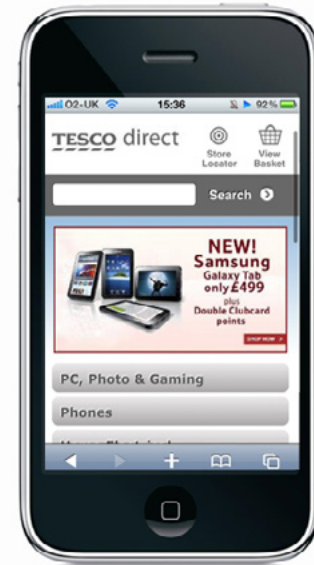 O2-UK 15:36 92%
TESCO direct
Store
Locator
View
Basket
Search
NEW!
Samsung
Galaxy Tab
only £499
plus
Double Clubcard
points
SHOP NOW
PC, Photo & Gaming
Phones